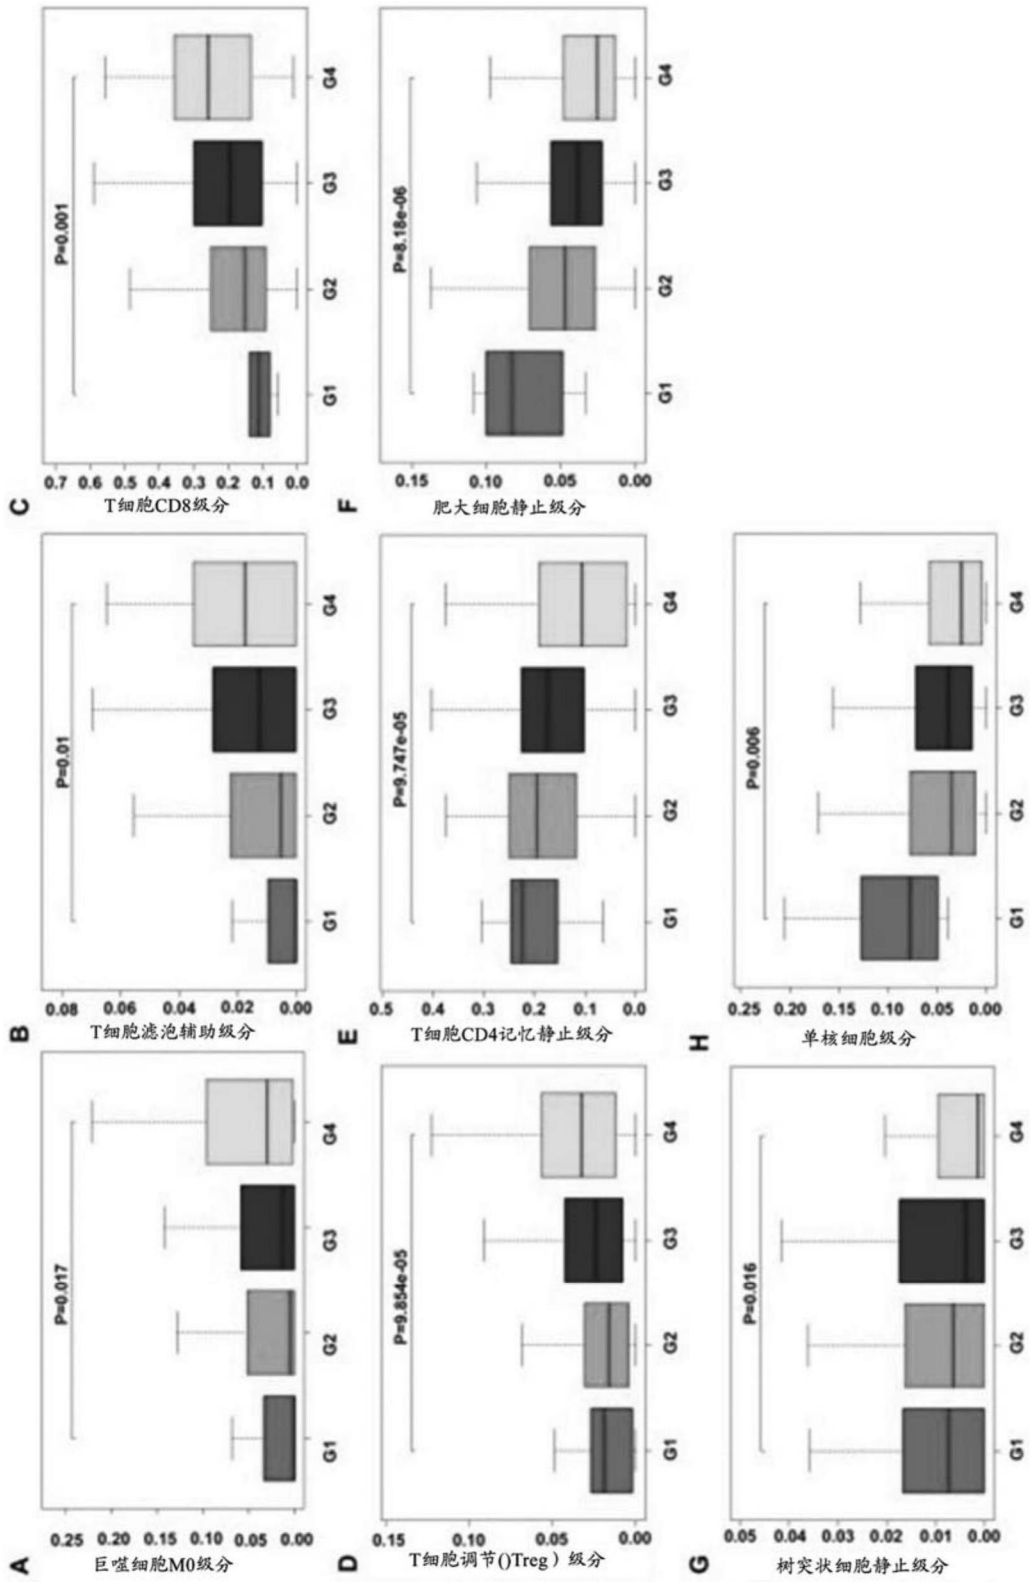 A
P=0.017
0.25
0.20
0.15
0.10
0.05
0.00
G1
G2
G3
G4
巨噬细胞M0级分
B
P=0.01
0.08
0.06
0.04
0.02
0.00
G1
G2
G3
G4
T细胞滤泡辅助级分
C
P=0.001
0.7
0.6
0.5
0.4
0.3
0.2
0.1
0.0
G1
G2
G3
G4
T细胞CD8级分
D
P=9.854e-05
0.15
0.10
0.05
0.00
G1
G2
G3
G4
T细胞调节()Treg）级分
E
P=9.747e-05
0.5
0.4
0.3
0.2
0.1
0.0
G1
G2
G3
G4
T细胞CD4记忆静止级分
F
P=8.18e-06
0.15
0.10
0.05
0.00
G1
G2
G3
G4
肥大细胞静止级分
G
P=0.016
0.05
0.04
0.03
0.02
0.01
0.00
G1
G2
G3
G4
树突状细胞静止级分
H
P=0.006
0.25
0.20
0.15
0.10
0.05
0.00
G1
G2
G3
G4
单核细胞级分